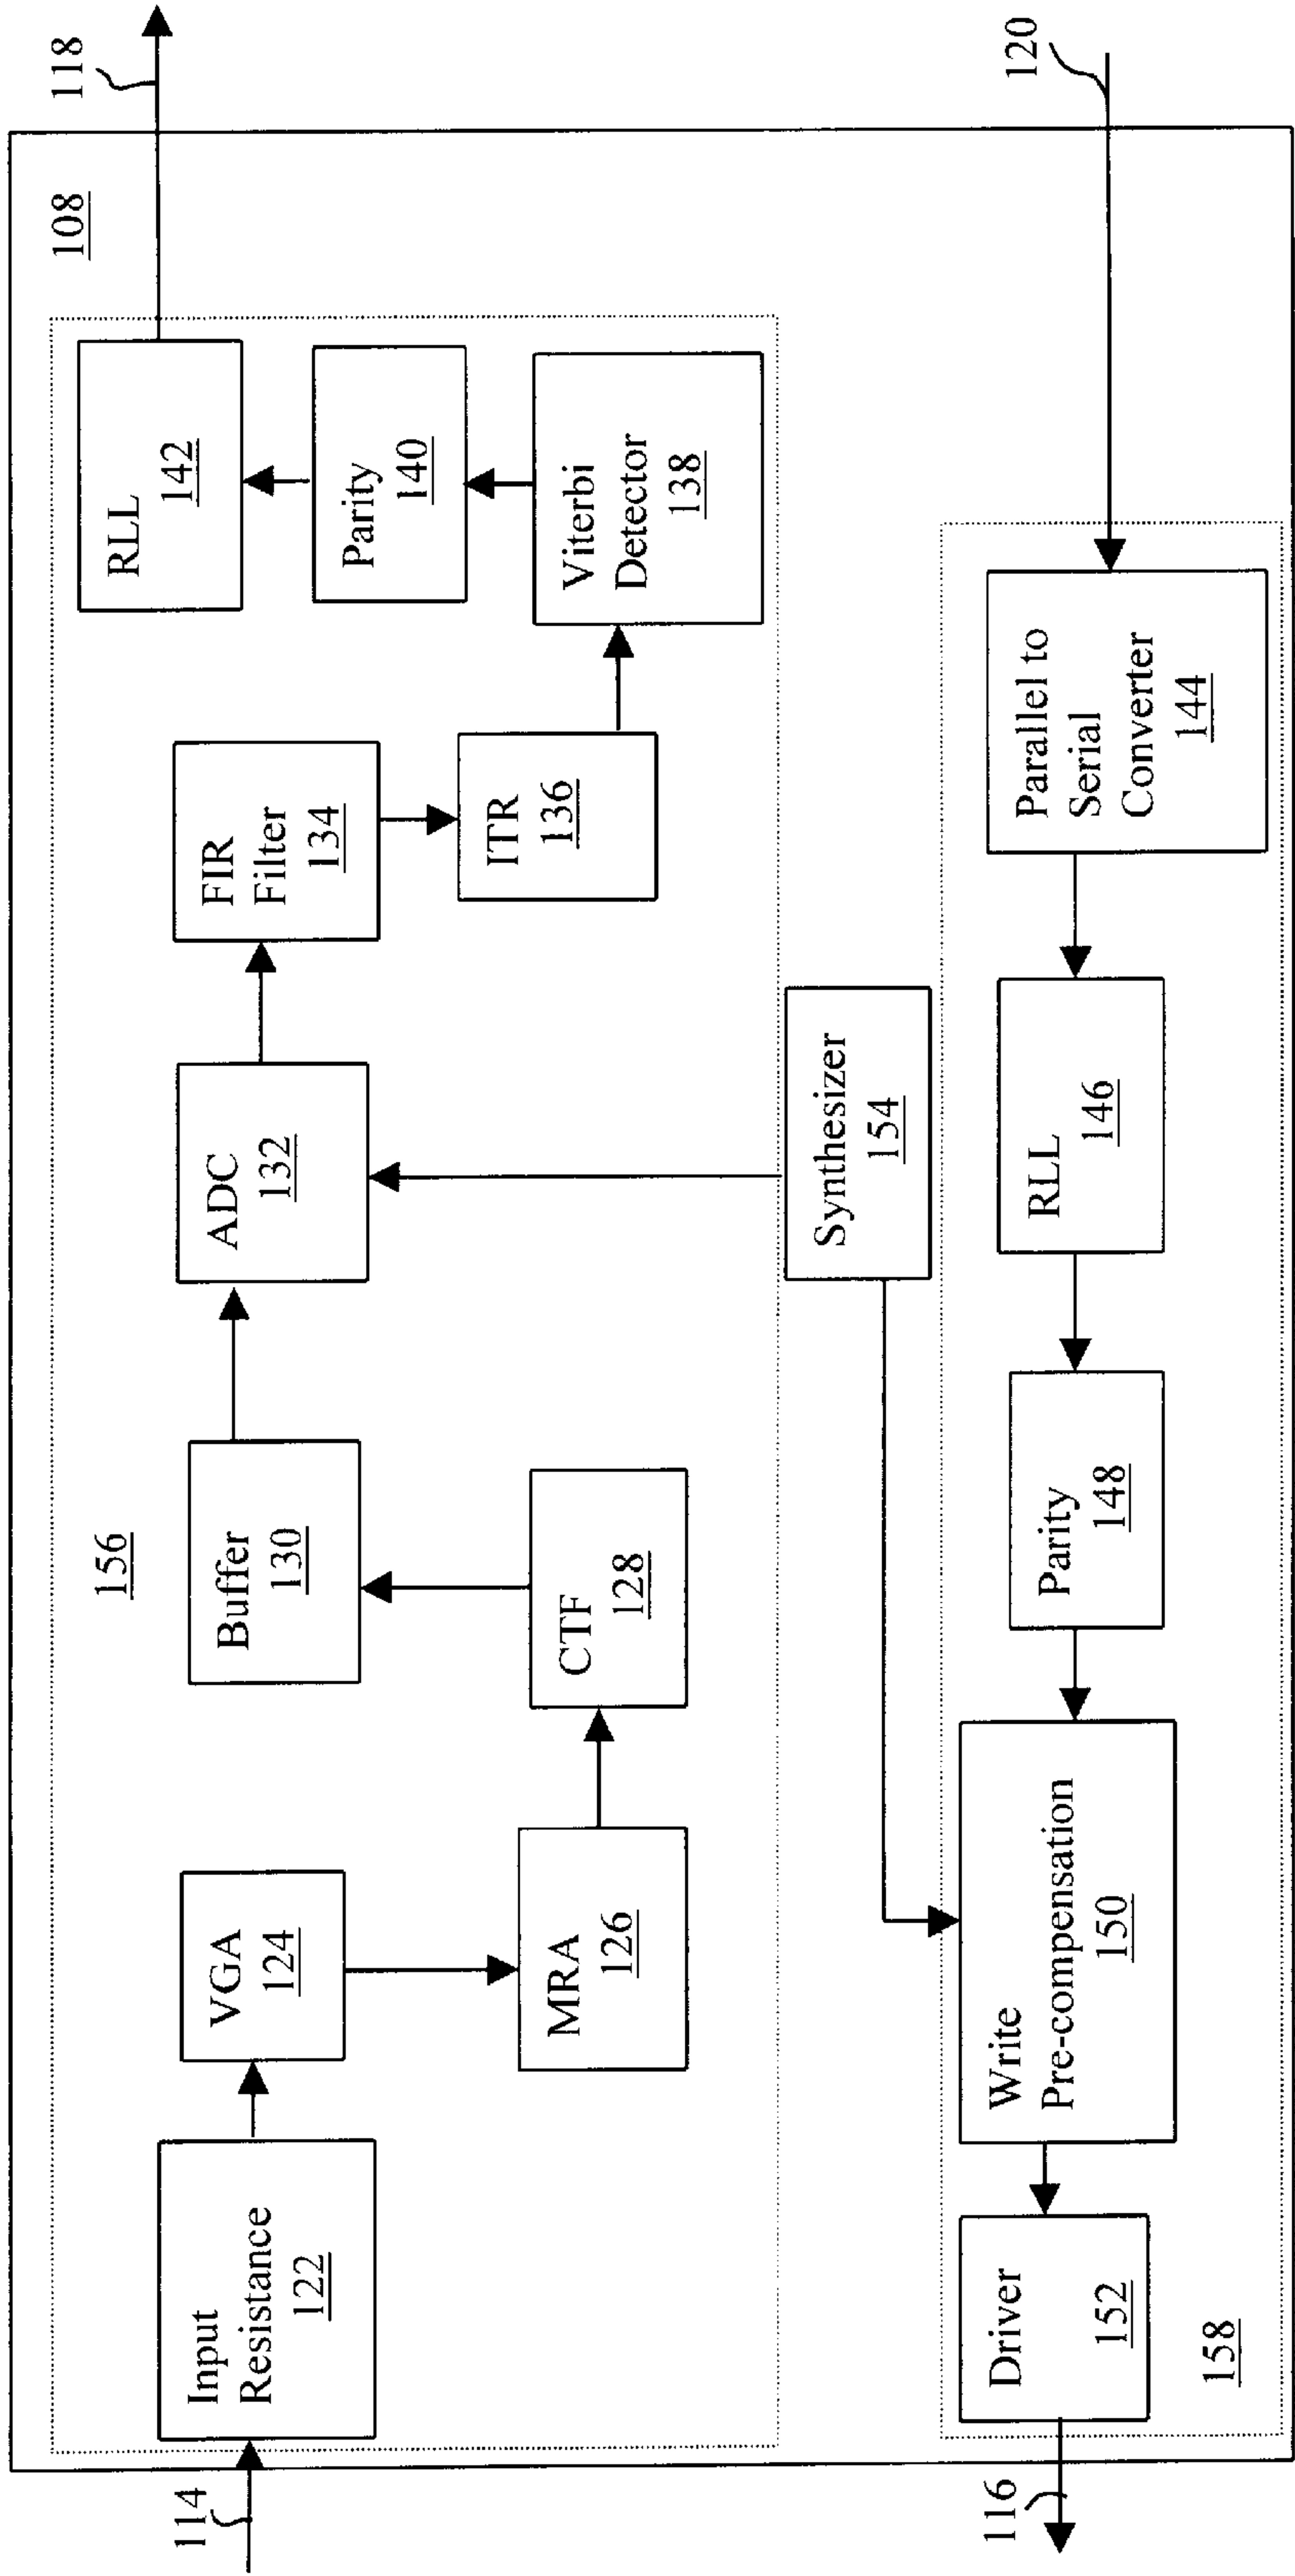 118
120
108
156
Input
Resistance
122
VGA
124
MRA
126
CTF
128
Buffer
130
ADC
132
FIR
Filter
134
ITR
136
Viterbi
Detector
138
Parity
140
RLL
142
114
Synthesizer
154
Driver
152
Write
Pre-compensation
150
Parity
148
RLL
146
Parallel to
Serial
Converter
144
158
116